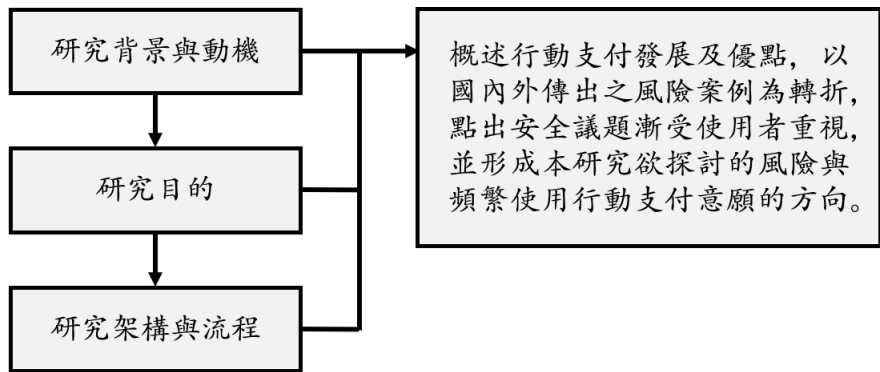 研究背景與動機
概述行動支付發展及優點，以
國內外傳出之風險案例為轉折，
點出安全議題漸受使用者重視，
並形成本研究欲探討的風險與
頻繁使用行動支付意願的方向。
研究目的
研究架構與流程